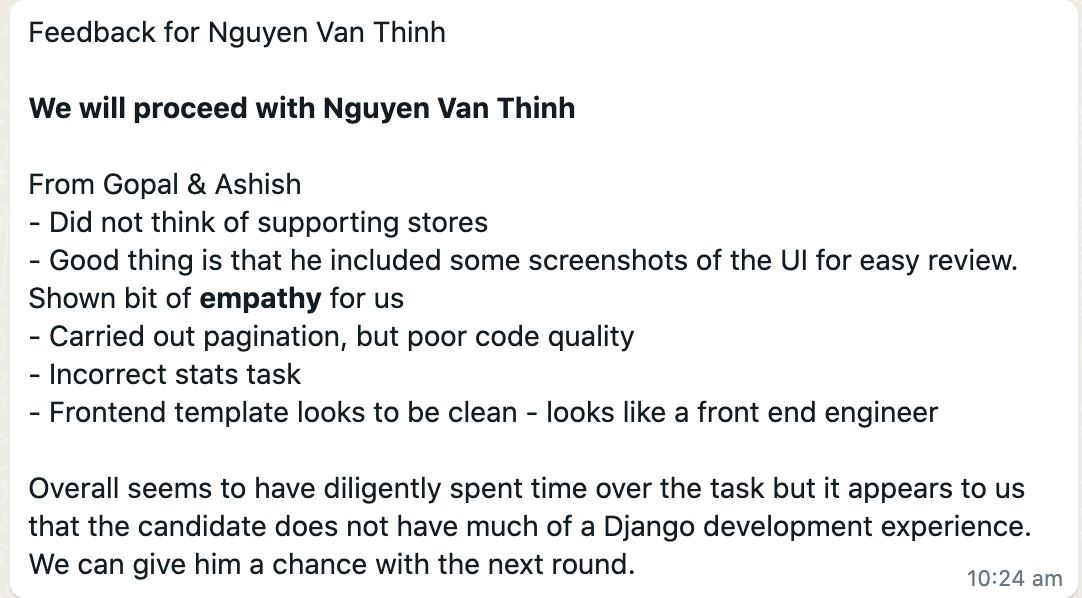 Feedback for Nguyen Van Thinh
We will proceed with Nguyen Van Thinh
From Gopal & Ashish
- Did not think of supporting stores
- Good thing is that he included some screenshots of the UI for easy review.
Shown bit of empathy for us
- Carried out pagination, but poor code quality
- Incorrect stats task
- Frontend template looks to be clean - looks like a front end engineer
Overall seems to have diligently spent time over the task but it appears to us
that the candidate does not have much of a Django development experience.
We can give him a chance with the next round.
10:24 am